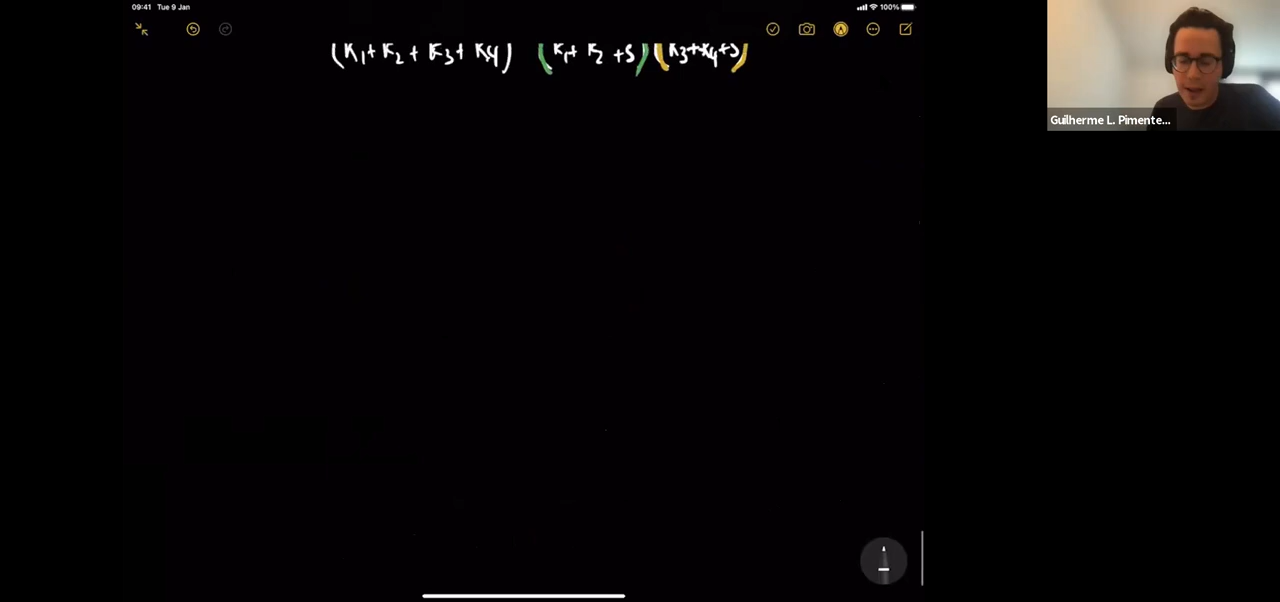 09:41 Tue 9 Jan 100%
(k1 + k2 + k3 + k4) (k1 + k2 + s) (k3+k4+s)
Guilherme L. Pimente...